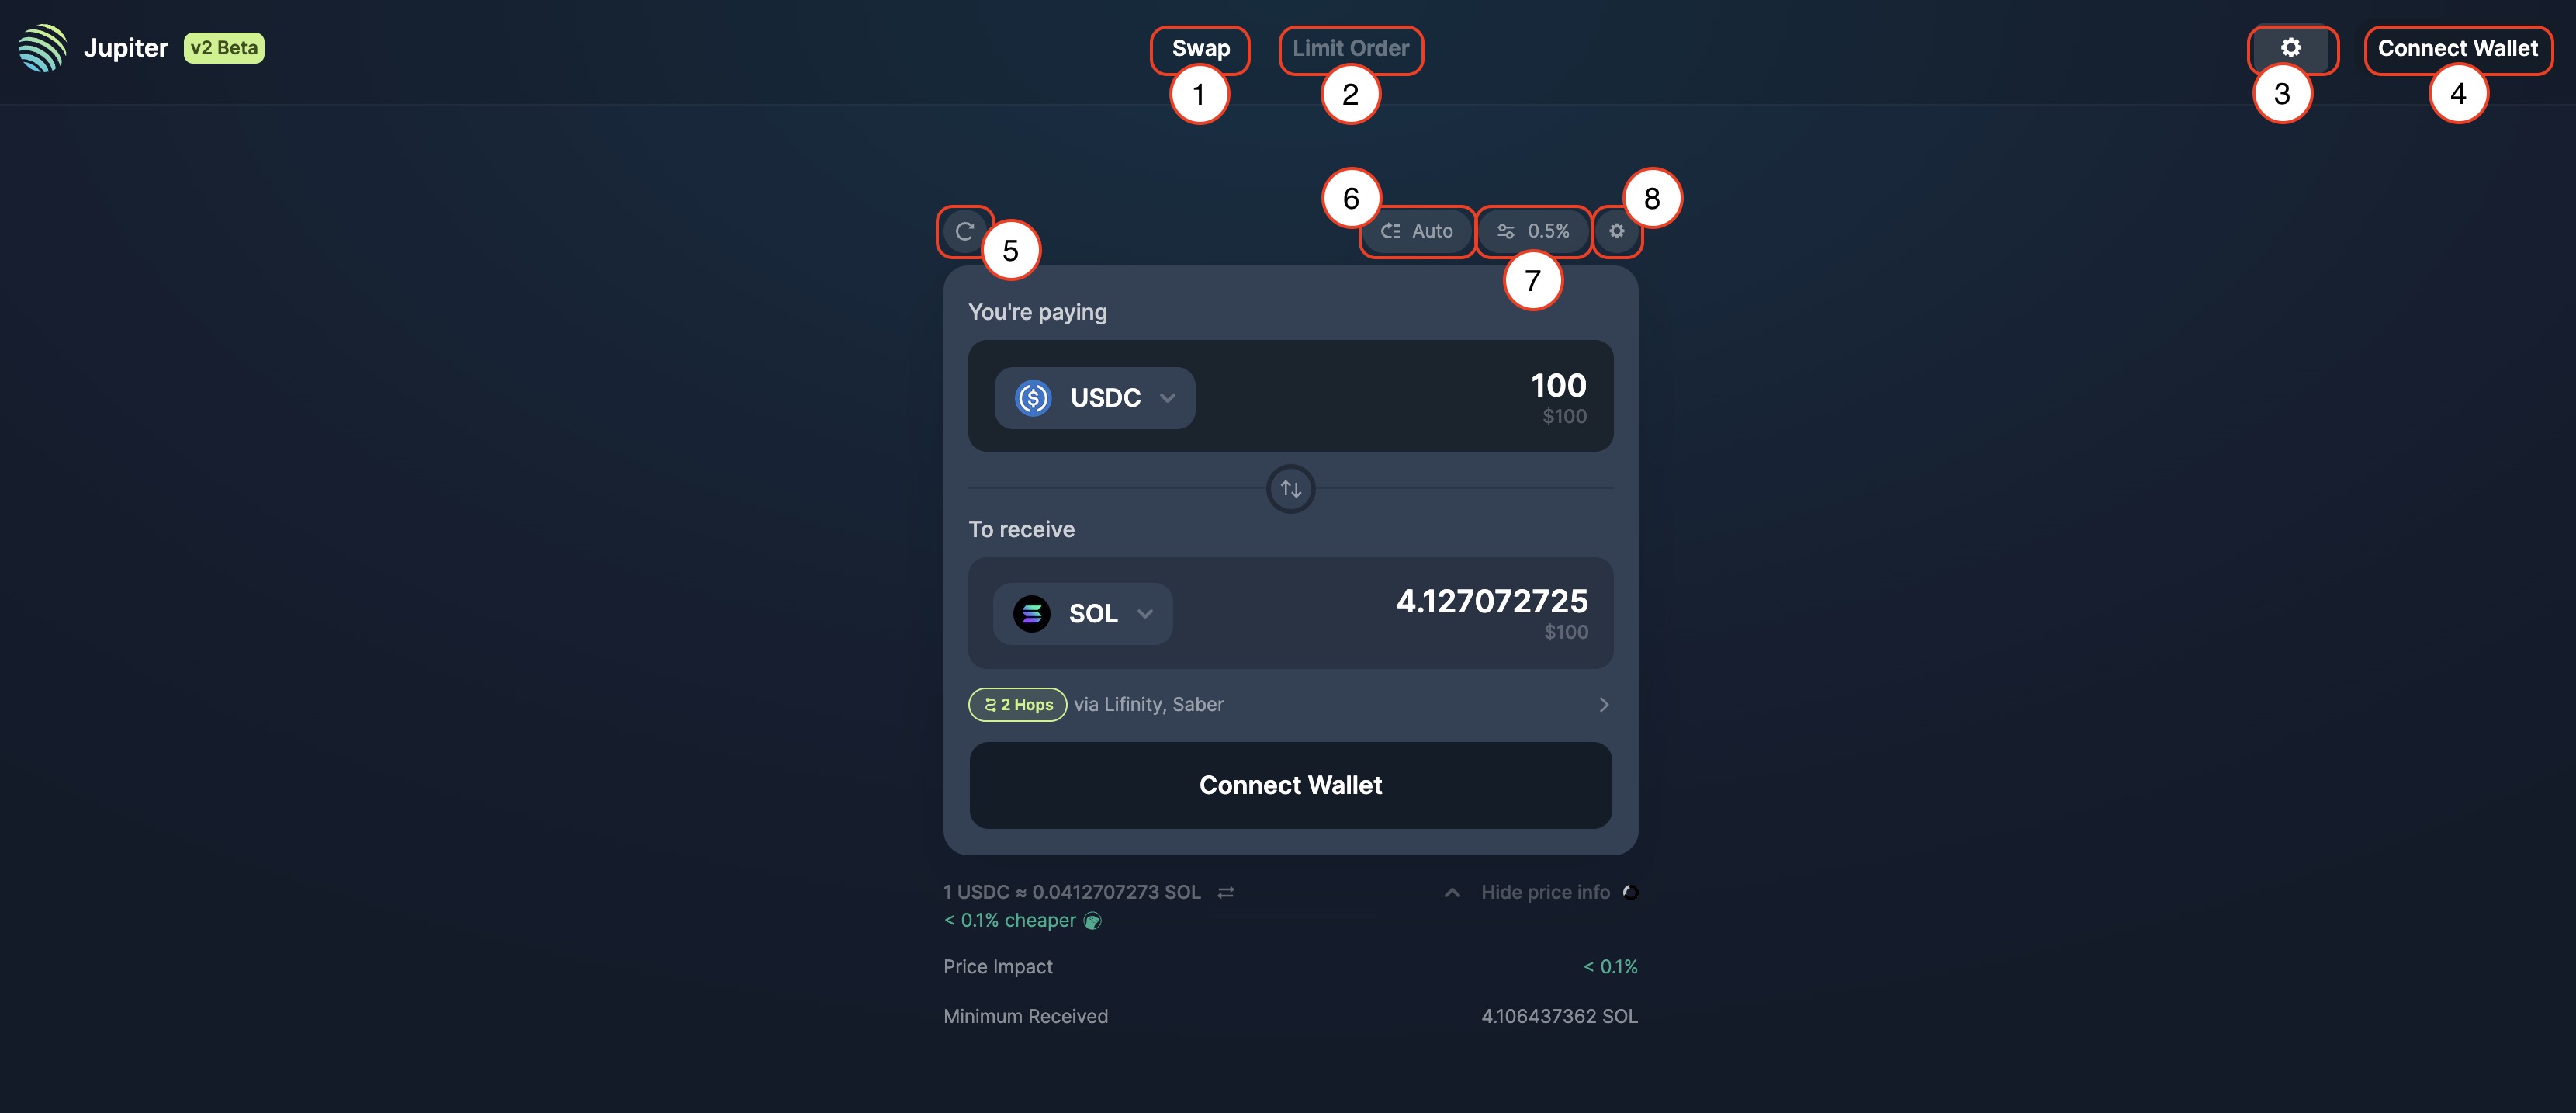 Jupiter v2 Beta
Swap
Limit Order
Connect Wallet
1
2
3
4
6
8
Auto
0.5%
5
7
You're paying
USDC
100
$100
To receive
SOL
4.127072725
$100
2 Hops via Lifinity, Saber
Connect Wallet
1 USDC ≈ 0.0412707273 SOL
Hide price info
< 0.1% cheaper
Price Impact
< 0.1%
Minimum Received
4.106437362 SOL